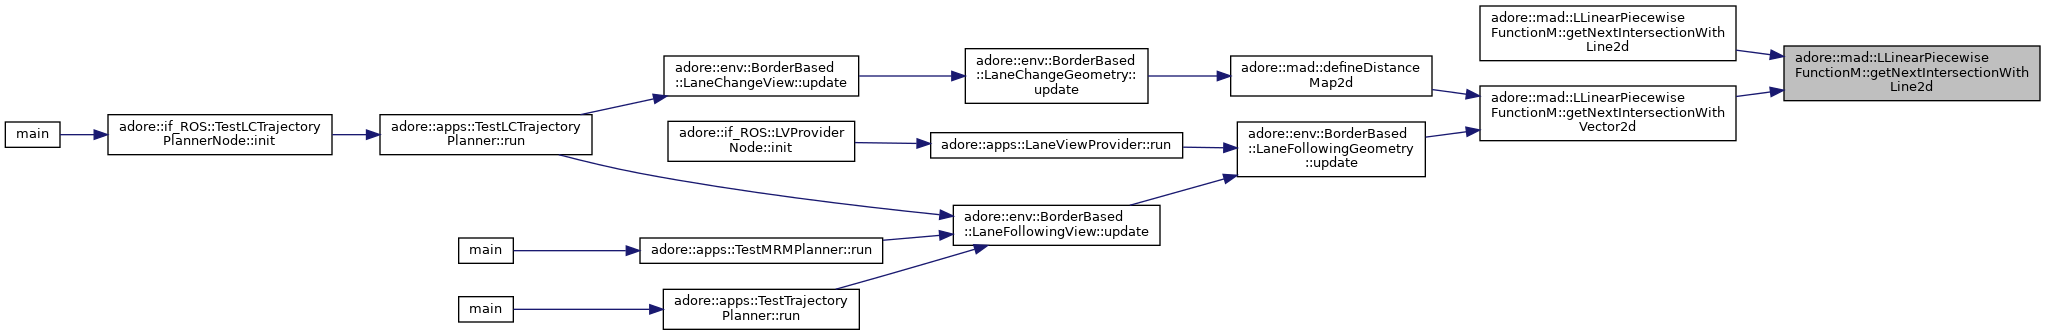 main
adore::if_ROS::TestLCTrajectory
PlannerNode::init
adore::apps::TestLCTrajectory
Planner::run
adore::env::BorderBased
::LaneChangeView::update
adore::env::BorderBased
::LaneChangeGeometry::
update
adore::mad::defineDistance
Map2d
adore::mad::LLinearPiecewise
FunctionM::getNextIntersectionWith
Line2d
adore::mad::LLinearPiecewise
FunctionM::getNextIntersectionWith
Vector2d
adore::mad::LLinearPiecewise
FunctionM::getNextIntersectionWith
Line2d
adore::if_ROS::LVProvider
Node::init
adore::apps::LaneViewProvider::run
adore::env::BorderBased
::LaneFollowingGeometry
::update
adore::env::BorderBased
::LaneFollowingView::update
main
adore::apps::TestMRMPlanner::run
main
adore::apps::TestTrajectory
Planner::run